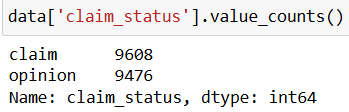 data['claim_status'].value_counts()
claim      9608
opinion    9476
Name: claim_status, dtype: int64